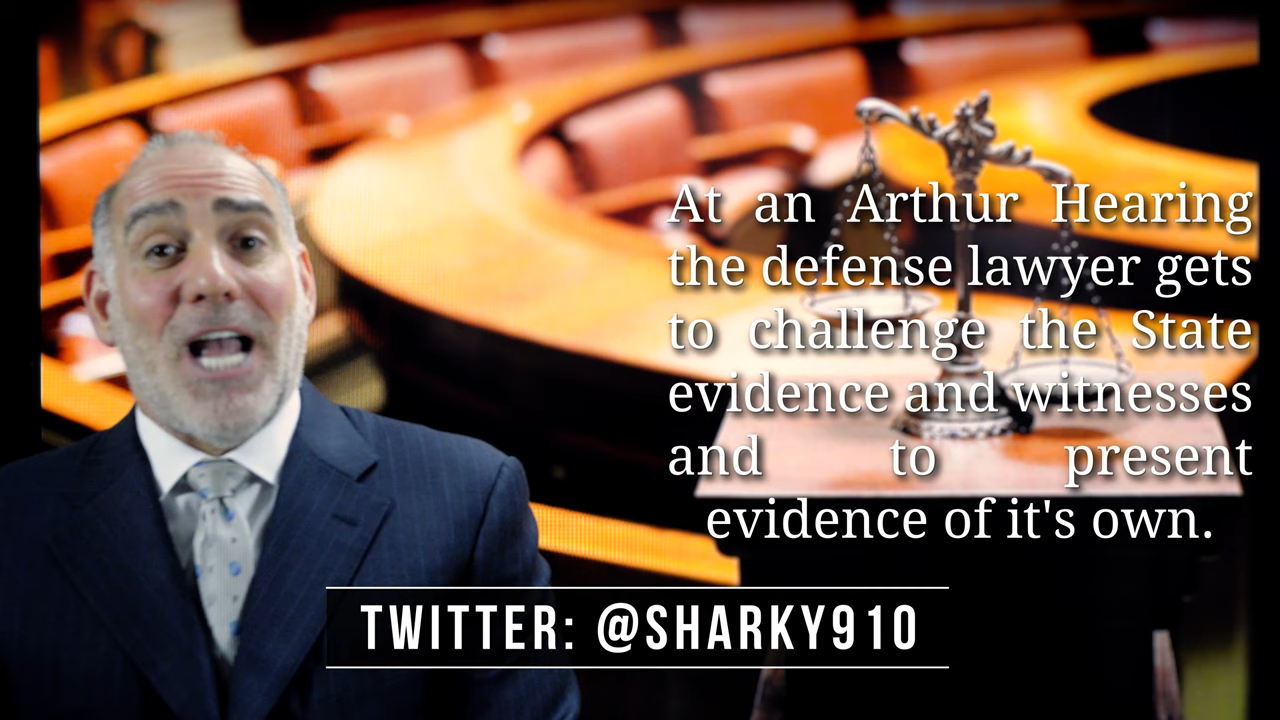 At an Arthur Hearing
the defense lawyer gets
to challenge the State
evidence and witnesses
and to present
evidence of it's own.
TWITTER: @SHARKY910